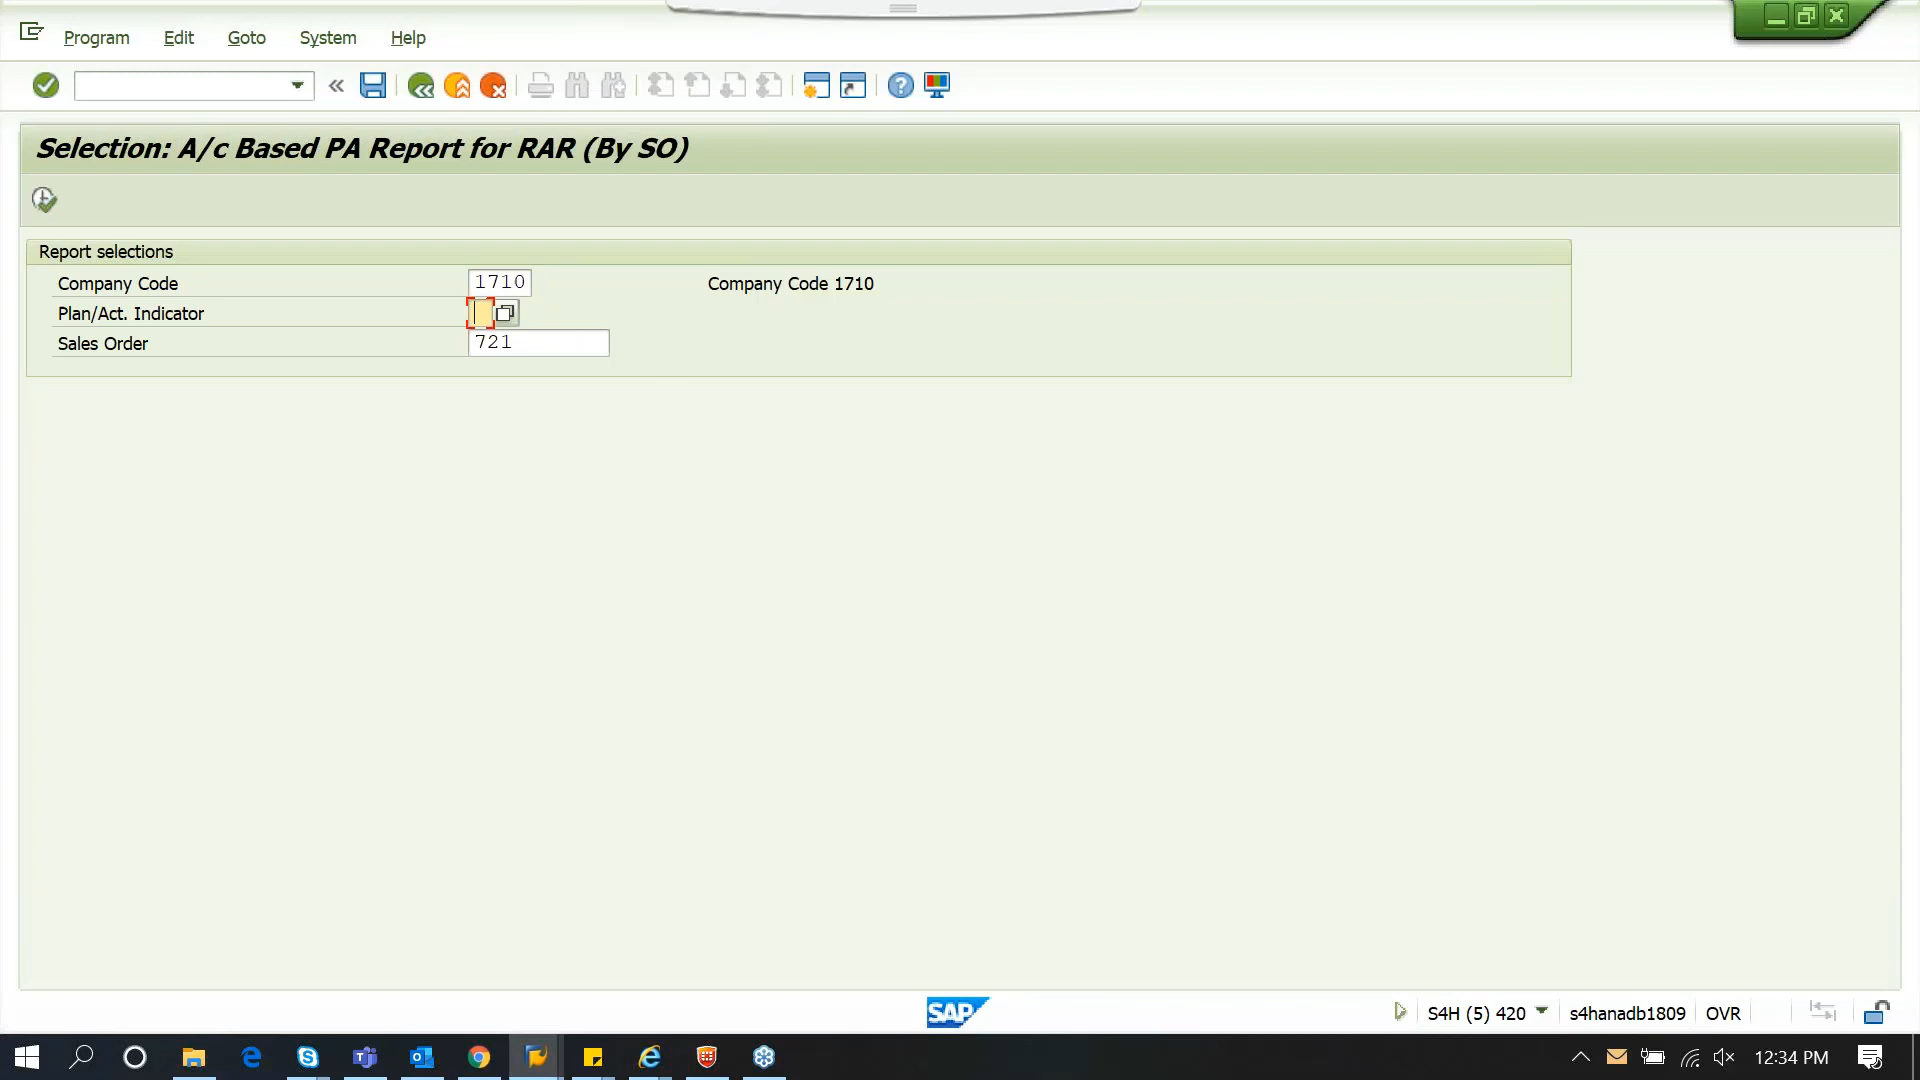 Program Edit Goto System Help
Selection: A/c Based PA Report for RAR (By SO)
Report selections
Company Code 1710 Company Code 1710
Plan/Act. Indicator
Sales Order 721
SAP S4H (5) 420 s4hanadb1809 OVR
12:34 PM